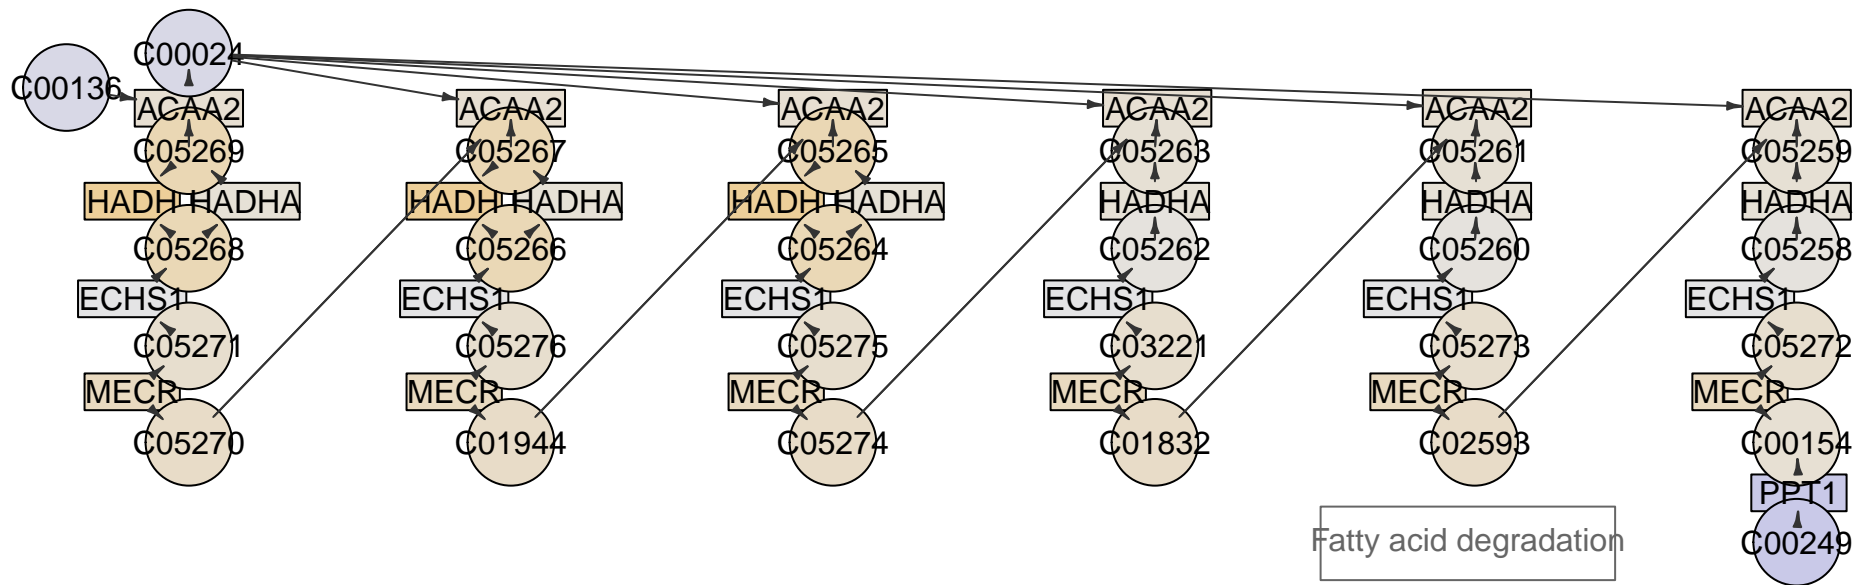 C00024
C00136
ACAA2 ACAA2 ACAA2 ACAA2 ACAA2 ACAA2
C05269 C05267 C05265 C05263 C05261 C05259
HADH HADHA HADH HADHA HADH HADHA HADHA HADHA HADHA
C05268 C05266 C05264 C05262 C05260 C05258
ECHS1 ECHS1 ECHS1 ECHS1 ECHS1 ECHS1
C05271 C05276 C05275 C03221 C05273 C05272
MECR MECR MECR MECR MECR MECR
C05270 C01944 C05274 C01832 C02593 C00154
PPT1
Fatty acid degradation C00249